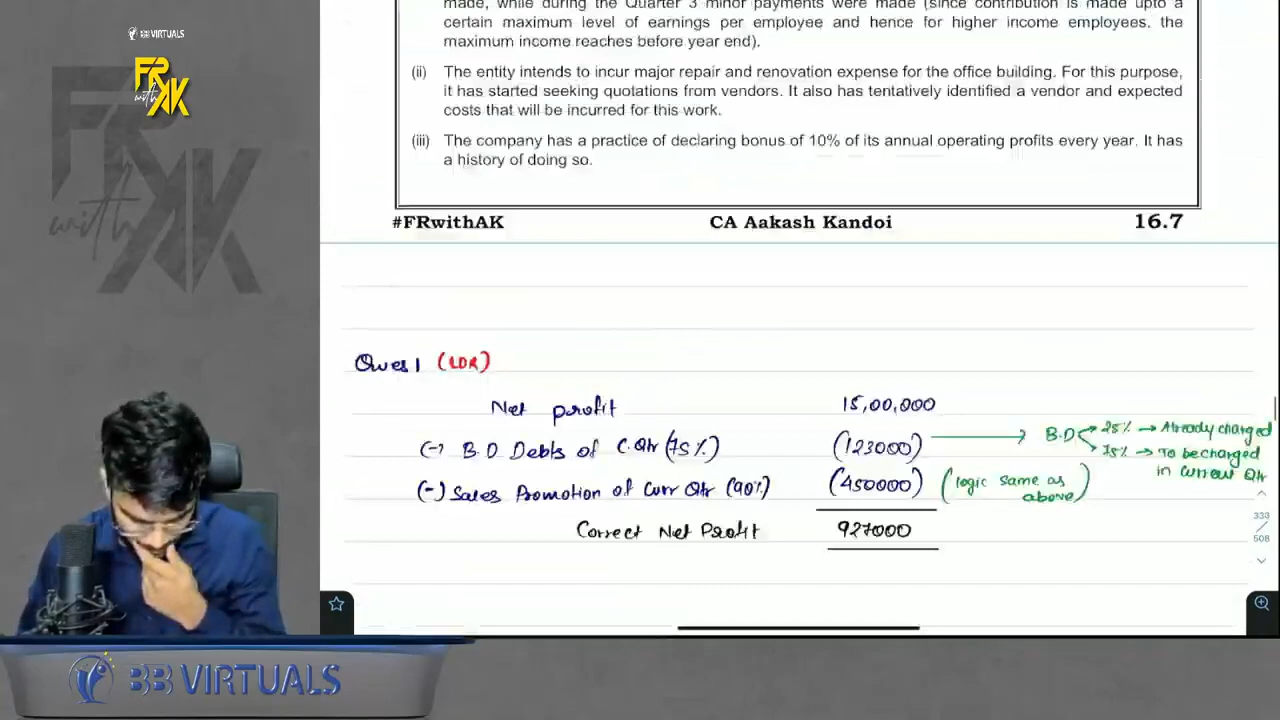 BB VIRTUALS
FR
with
AK
FR
with
AK
made, while during the Quarter 3 minor payments were made (since contribution is made upto a
certain maximum level of earnings per employee and hence for higher income employees, the
maximum income reaches before year end).
(ii) The entity intends to incur major repair and renovation expense for the office building. For this purpose,
it has started seeking quotations from vendors. It also has tentatively identified a vendor and expected
costs that will be incurred for this work.
(iii) The company has a practice of declaring bonus of 10% of its annual operating profits every year. It has
a history of doing so.
#FRwithAK CA Aakash Kandoi 16.7
Ques 1 (LDR)
Net profit 15,00,000
(-) B.D Debts of C.Qtr (75%) (123000) B.D 25% → Already charged
75% → To be charged
in current Qtr
(-) Sales Promotion of Curr Qtr (90%) (450000) (logic same as
above)
Correct Net Profit 927000
333
/
508
BB VIRTUALS